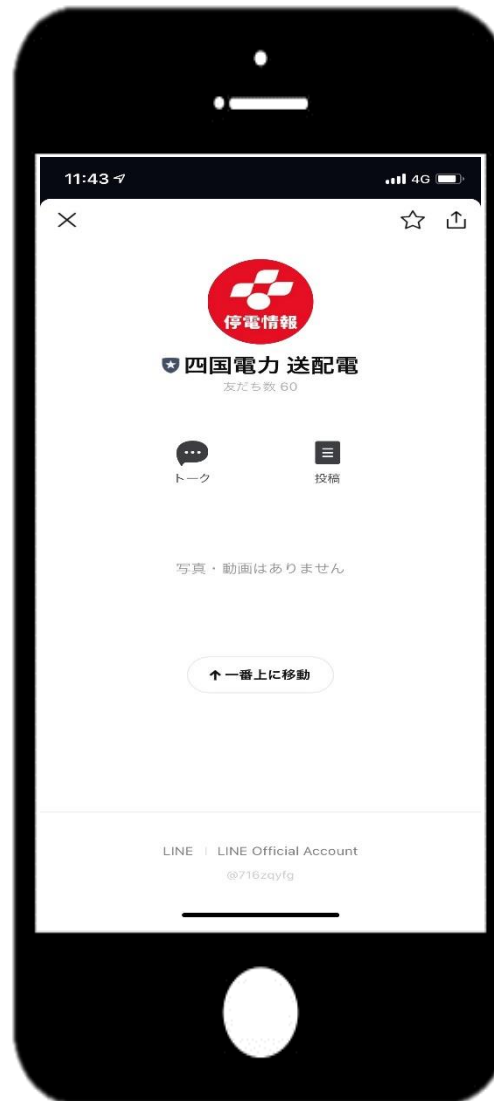 11:43
4G
停電情報
四国電力 送配電
友だち数 60
トーク 投稿
写真・動画はありません
一番上に移動
LINE LINE Official Account
@716zqyfg